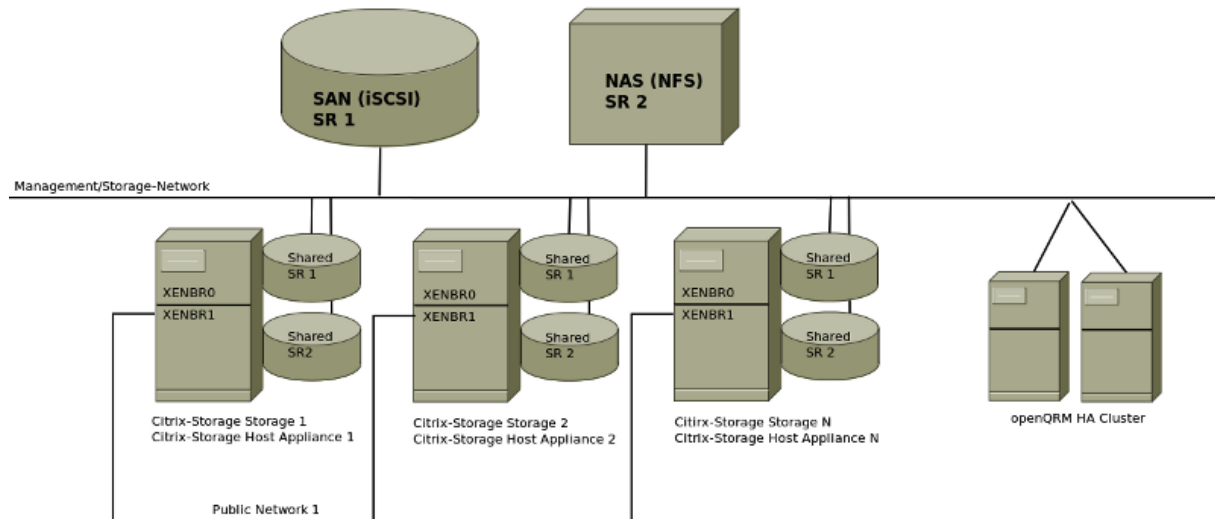 SAN (iSCSI)
SR 1
NAS (NFS)
SR 2
Management/Storage-Network
Shared
SR 1
XENBR0
XENBR1
Shared
SR2
Shared
SR 1
XENBR0
XENBR1
Shared
SR 2
Shared
SR 1
XENBR0
XENBR1
Shared
SR 2
Citrix-Storage Storage 1
Citrix-Storage Host Appliance 1
Citrix-Storage Storage 2
Citrix-Storage Host Appliance 2
Citirx-Storage Storage N
Citrix-Storage Host Appliance N
openQRM HA Cluster
Public Network 1